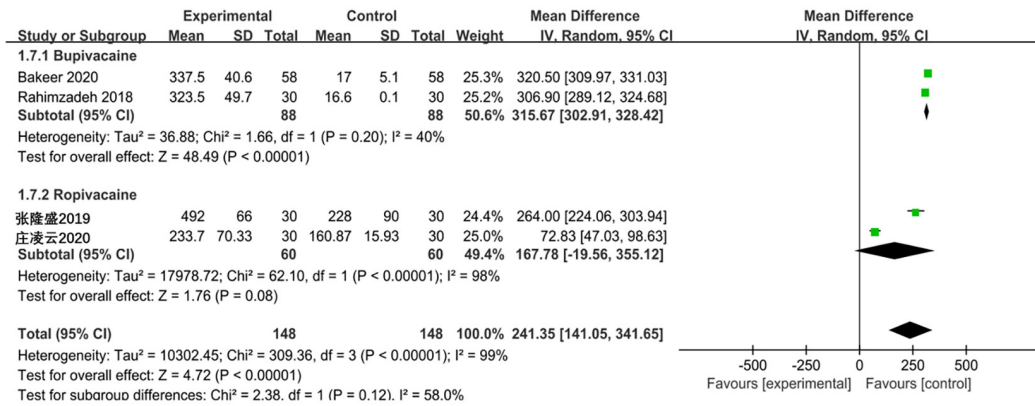 Experimental Control Mean Difference Mean Difference
Study or Subgroup Mean SD Total Mean SD Total Weight IV, Random, 95% CI IV, Random, 95% CI
1.7.1 Bupivacaine
Bakeer 2020 337.5 40.6 58 17 5.1 58 25.3% 320.50 [309.97, 331.03]
Rahimzadeh 2018 323.5 49.7 30 16.6 0.1 30 25.2% 306.90 [289.12, 324.68]
Subtotal (95% CI) 88 88 50.6% 315.67 [302.91, 328.42]
Heterogeneity: Tau² = 36.88; Chi² = 1.66, df = 1 (P = 0.20); I² = 40%
Test for overall effect: Z = 48.49 (P < 0.00001)
1.7.2 Ropivacaine
张隆盛2019 492 66 30 228 90 30 24.4% 264.00 [224.06, 303.94]
庄凌云2020 233.7 70.33 30 160.87 15.93 30 25.0% 72.83 [47.03, 98.63]
Subtotal (95% CI) 60 60 49.4% 167.78 [-19.56, 355.12]
Heterogeneity: Tau² = 17978.72; Chi² = 62.10, df = 1 (P < 0.00001); I² = 98%
Test for overall effect: Z = 1.76 (P = 0.08)
Total (95% CI) 148 148 100.0% 241.35 [141.05, 341.65]
Heterogeneity: Tau² = 10302.45; Chi² = 309.36, df = 3 (P < 0.00001); I² = 99%
Test for overall effect: Z = 4.72 (P < 0.00001)
Test for subgroup differences: Chi² = 2.38, df = 1 (P = 0.12), I² = 58.0%
-500 -250 0 250 500
Favours [experimental] Favours [control]